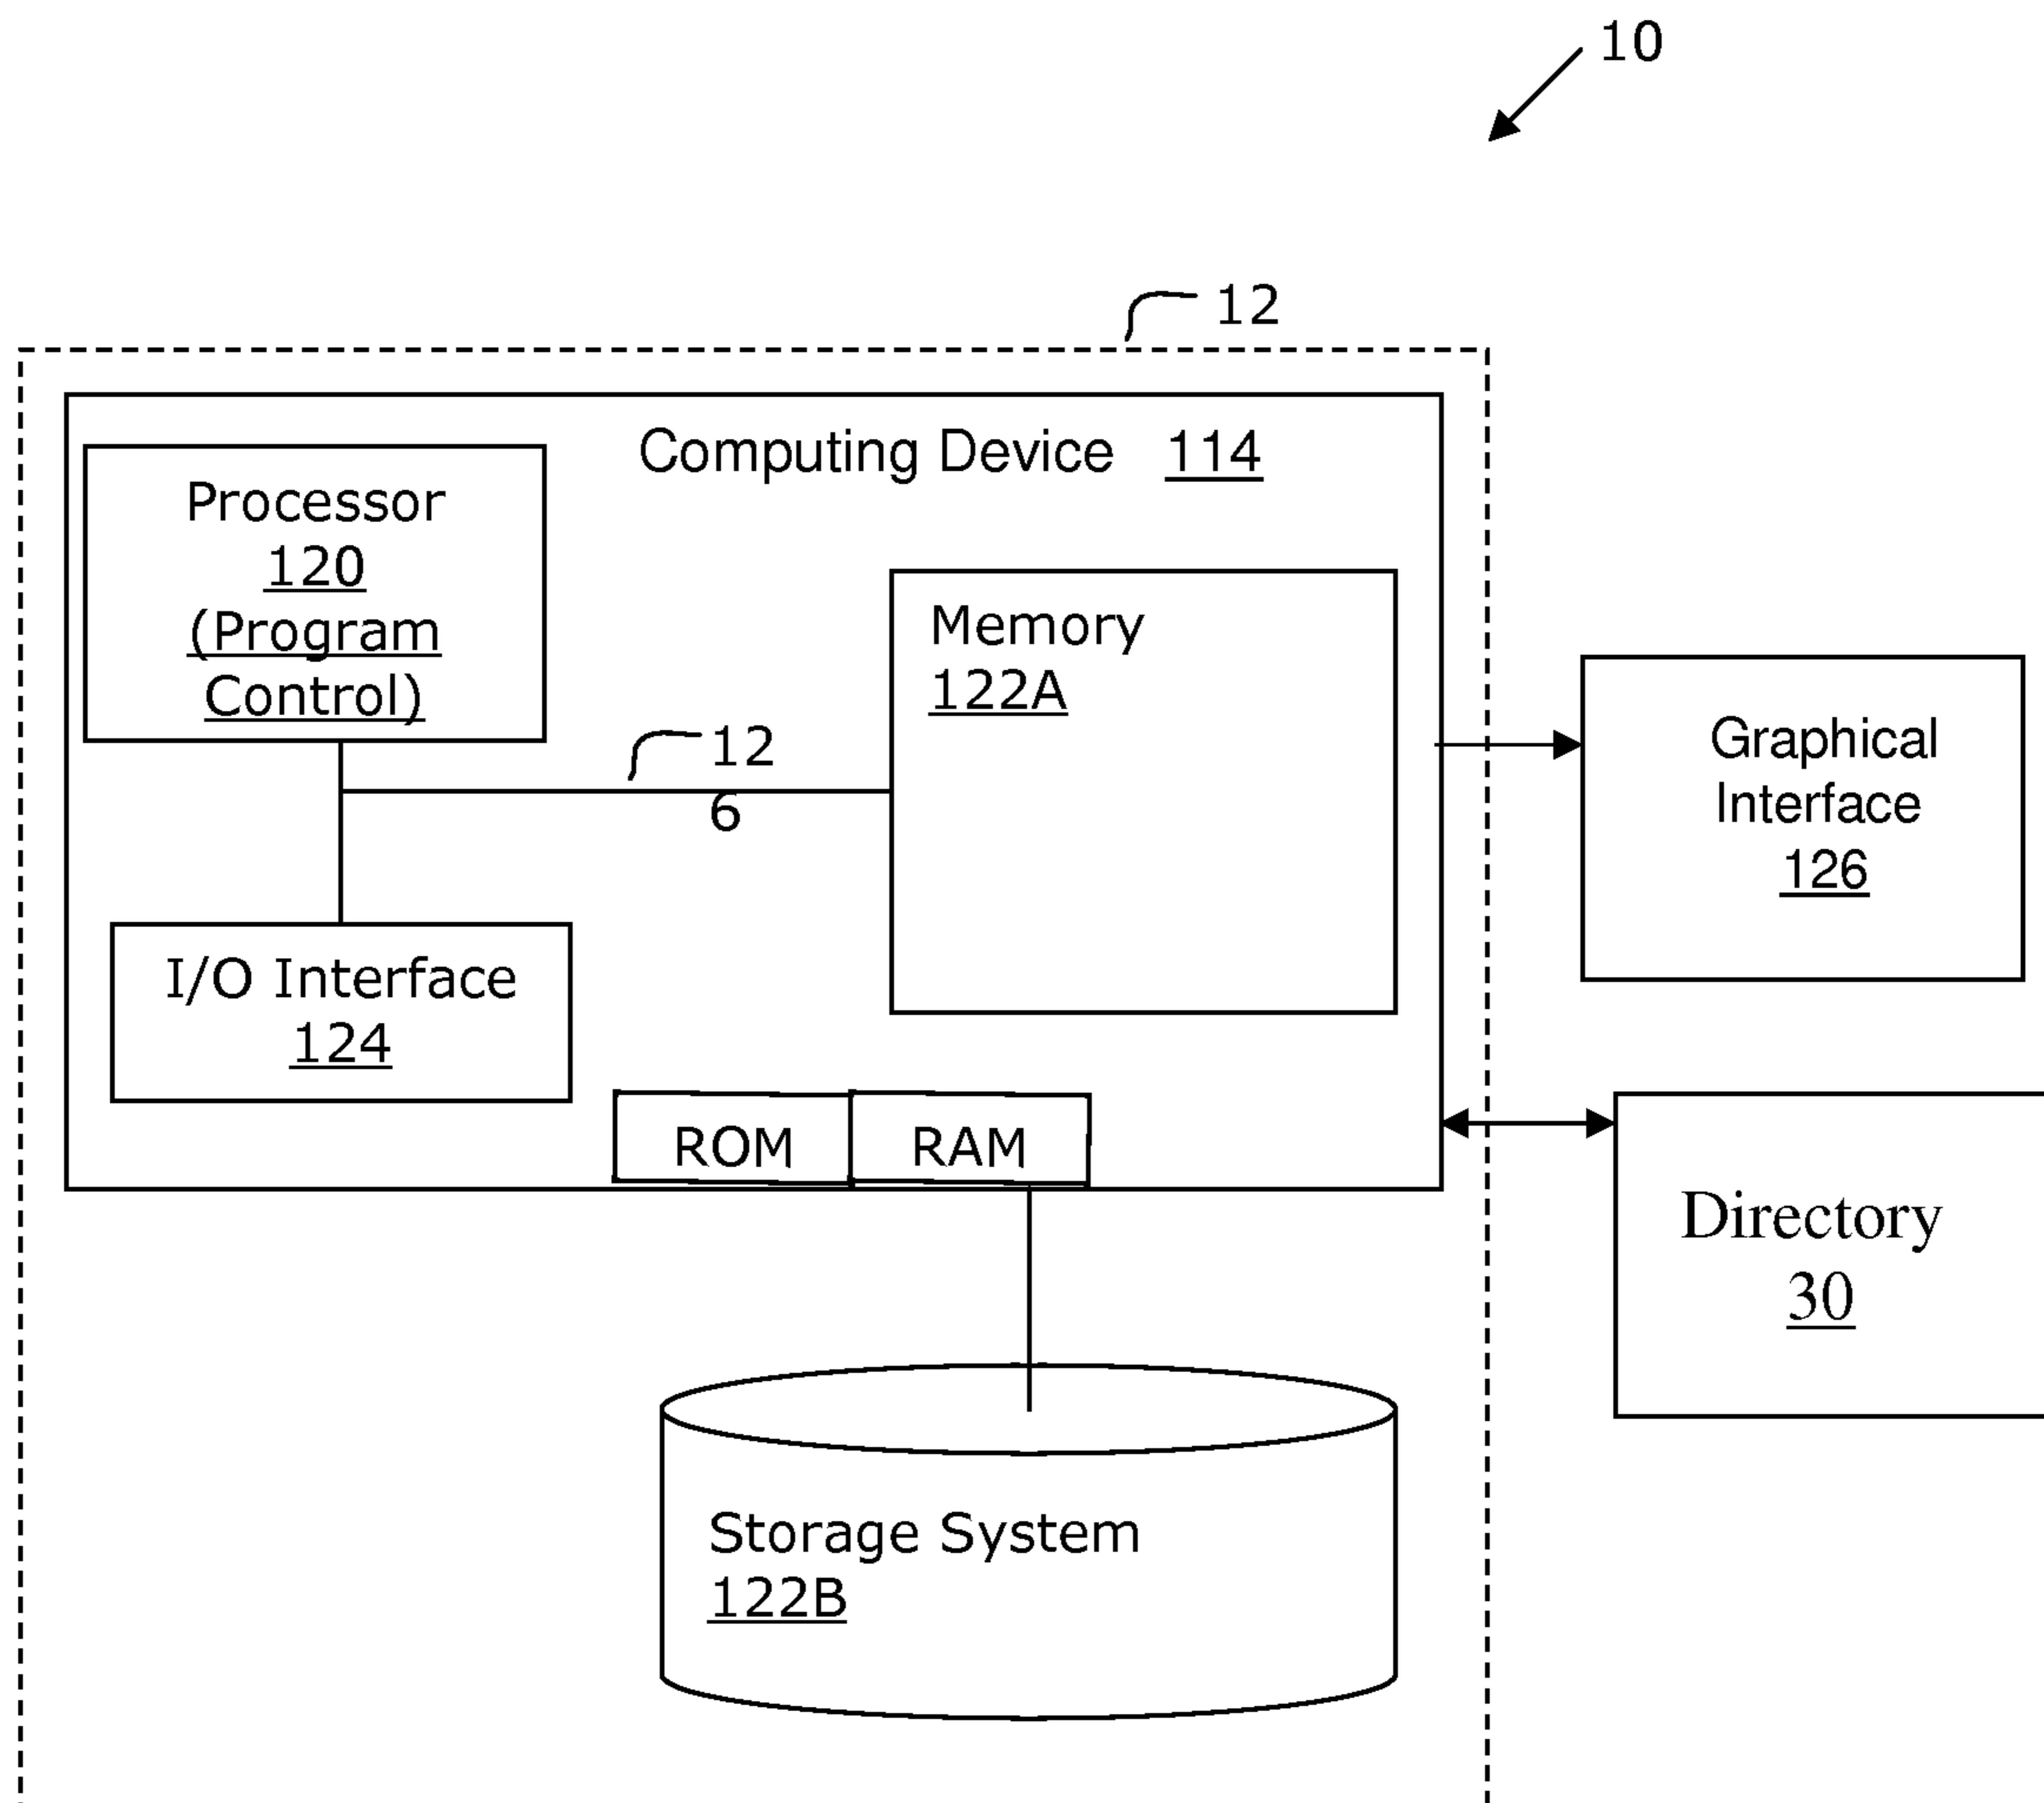 10
12
Computing Device 114
Processor
120
(Program
Control)
Memory
122A
12
6
Graphical
Interface
126
I/O Interface
124
ROM RAM
Directory
30
Storage System
122B